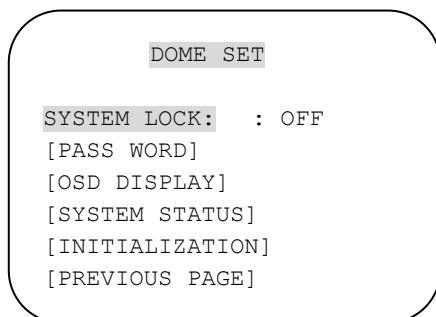 DOME SET
SYSTEM LOCK: : OFF
[PASS WORD]
[OSD DISPLAY]
[SYSTEM STATUS]
[INITIALIZATION]
[PREVIOUS PAGE]